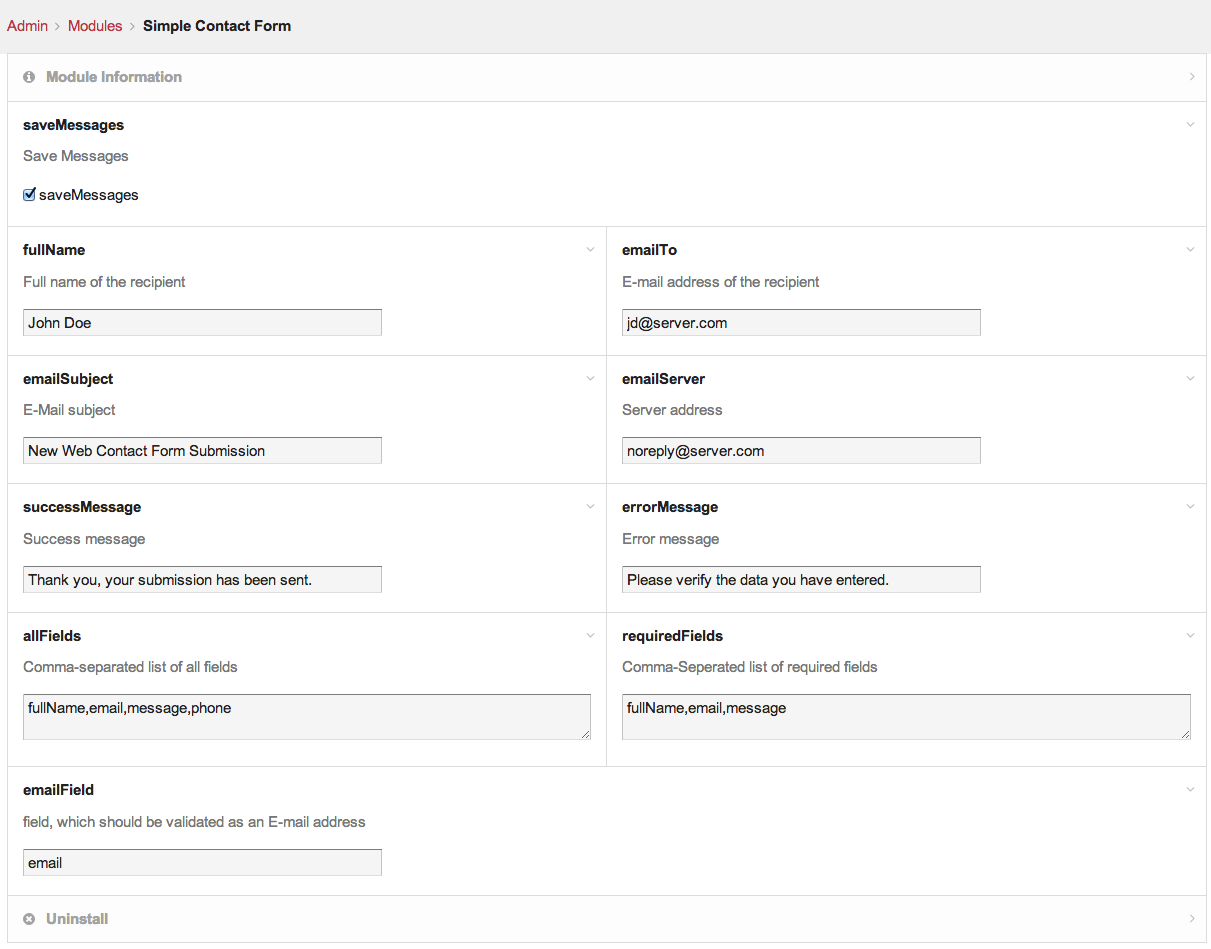 Admin > Modules > Simple Contact Form
Module Information
saveMessages
Save Messages
saveMessages
fullName
Full name of the recipient
John Doe
emailTo
E-mail address of the recipient
jd@server.com
emailSubject
E-Mail subject
New Web Contact Form Submission
emailServer
Server address
noreply@server.com
successMessage
Success message
Thank you, your submission has been sent.
errorMessage
Error message
Please verify the data you have entered.
allFields
Comma-separated list of all fields
fullName,email,message,phone
requiredFields
Comma-Seperated list of required fields
fullName,email,message
emailField
field, which should be validated as an E-mail address
email
Uninstall